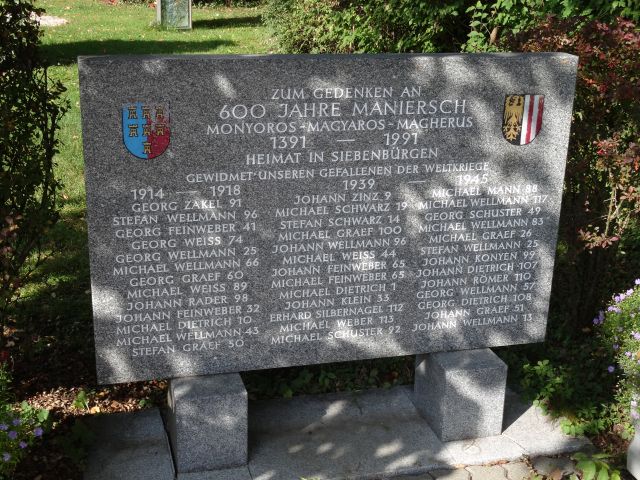 ZUM GEDENKEN AN
600 JAHRE MANIERSCH
MONYOROS - MAGYAROS - MAGHERUS
1391 — 1991
HEIMAT IN SIEBENBÜRGEN
GEWIDMET UNSEREN GEFALLENEN DER WELTKRIEGE
1914 — 1918
GEORG ZAKEL 91
STEFAN WELLMANN 96
GEORG FEINWEBER 41
GEORG WEISS 74
GEORG WELLMANN 25
MICHAEL WELLMANN 66
GEORG GRAEF 60
MICHAEL WEISS 89
JOHANN RADER 98
JOHANN FEINWEBER 32
MICHAEL DIETRICH 10
MICHAEL WELLMANN 43
STEFAN GRAEF 50
1939 — 1945
JOHANN ZINZ 9
MICHAEL SCHWARZ 19
STEFAN SCHWARZ 14
MICHAEL GRAEF 100
JOHANN WELLMANN 96
MICHAEL WEISS 44
JOHANN FEINWEBER 65
MICHAEL FEINWEBER 65
MICHAEL DIETRICH 1
JOHANN KLEIN 33
ERHARD SILBERNAGEL 112
MICHAEL WEBER 113
MICHAEL SCHUSTER 92
MICHAEL MANN 88
MICHAEL WELLMANN 117
GEORG SCHUSTER 49
MICHAEL WELLMANN 83
MICHAEL GRAEF 26
STEFAN WELLMANN 25
JOHANN KONYEN 99
JOHANN DIETRICH 107
JOHANN RÖMER 110
GEORG WELLMANN 57
GEORG DIETRICH 108
JOHANN GRAEF 51
JOHANN WELLMANN 13